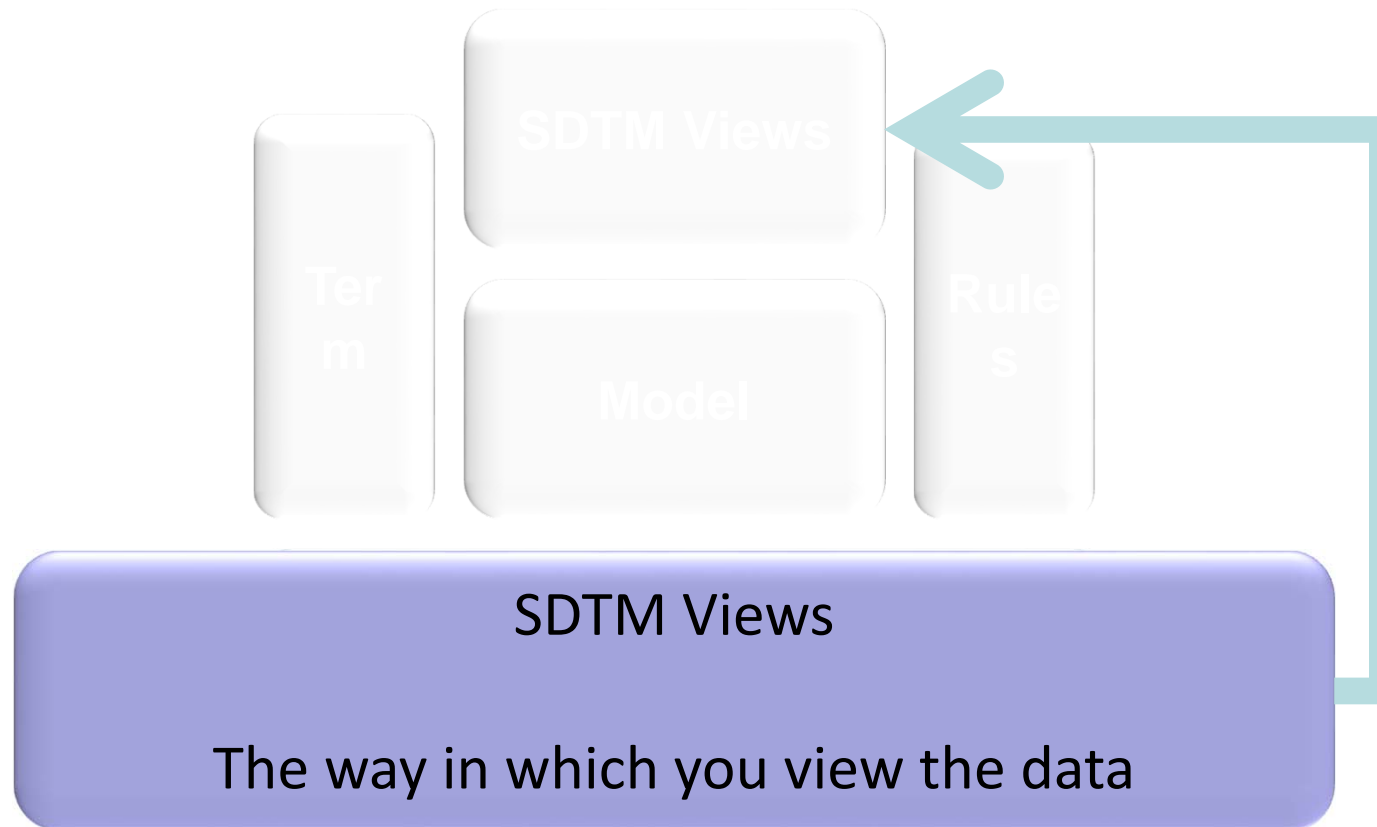 SDTM Views
Ter
m
Rule
s
Model
SDTM Views
The way in which you view the data